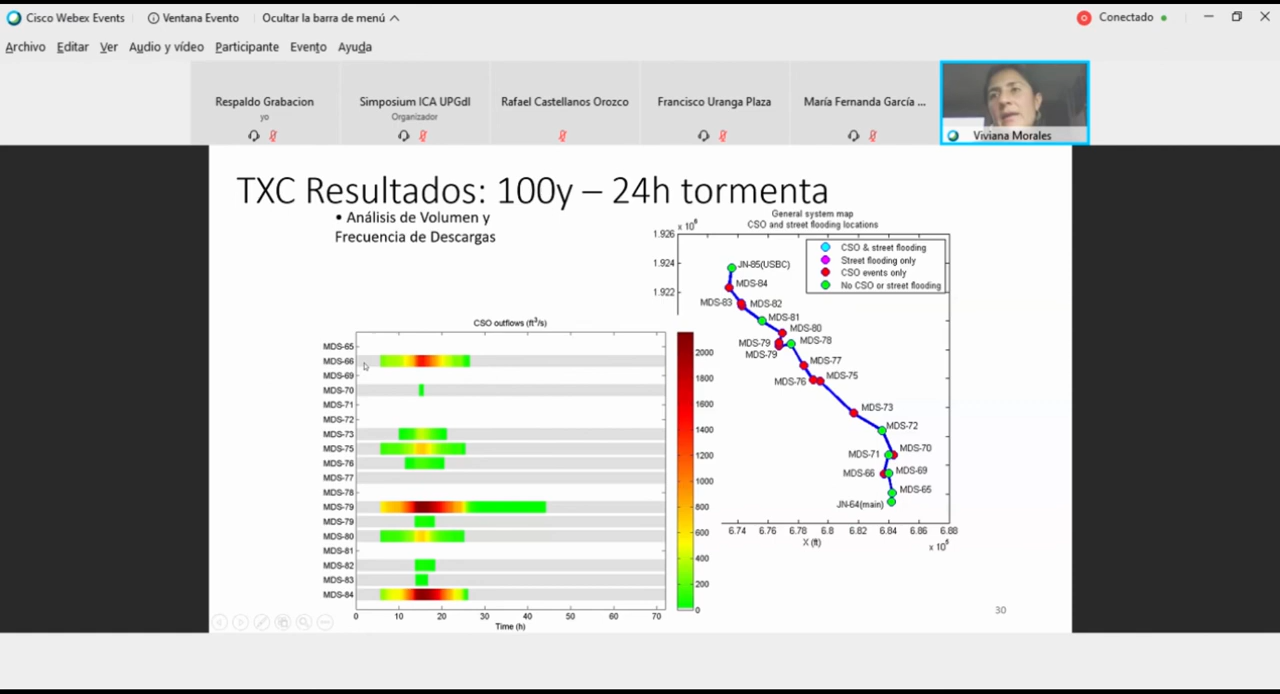 Cisco Webex Events
Ventana Evento
Ocultar la barra de menú
Conectado
Archivo Editar Ver Audio y vídeo Participante Evento Ayuda
Respaldo Grabacion
yo
Simposium ICA UPGdl
Organizador
Rafael Castellanos Orozco
Francisco Uranga Plaza
María Fernanda García ...
Viviana Morales
TXC Resultados: 100y – 24h tormenta
• Análisis de Volumen y
Frecuencia de Descargas
General system map
CSO and street flooding locations
x 10⁶
1.926
1.924
1.922
CSO & street flooding
Street flooding only
CSO events only
No CSO or street flooding
JN-85(USBC)
MDS-84
MDS-83
MDS-82
MDS-81
MDS-80
MDS-79
MDS-78
MDS-79
MDS-77
MDS-76
MDS-75
MDS-73
MDS-72
MDS-71
MDS-70
MDS-66
MDS-69
MDS-65
JN-64(main)
6.74 6.76 6.78 6.8 6.82 6.84 6.86 6.88
X (ft)
x 10⁶
CSO outflows (ft³/s)
MDS-65
MDS-66
MDS-69
MDS-70
MDS-71
MDS-72
MDS-73
MDS-75
MDS-76
MDS-77
MDS-78
MDS-79
MDS-79
MDS-80
MDS-81
MDS-82
MDS-83
MDS-84
0 10 20 30 40 50 60 70
Time (h)
2000
1800
1600
1400
1200
1000
800
600
400
200
0
30